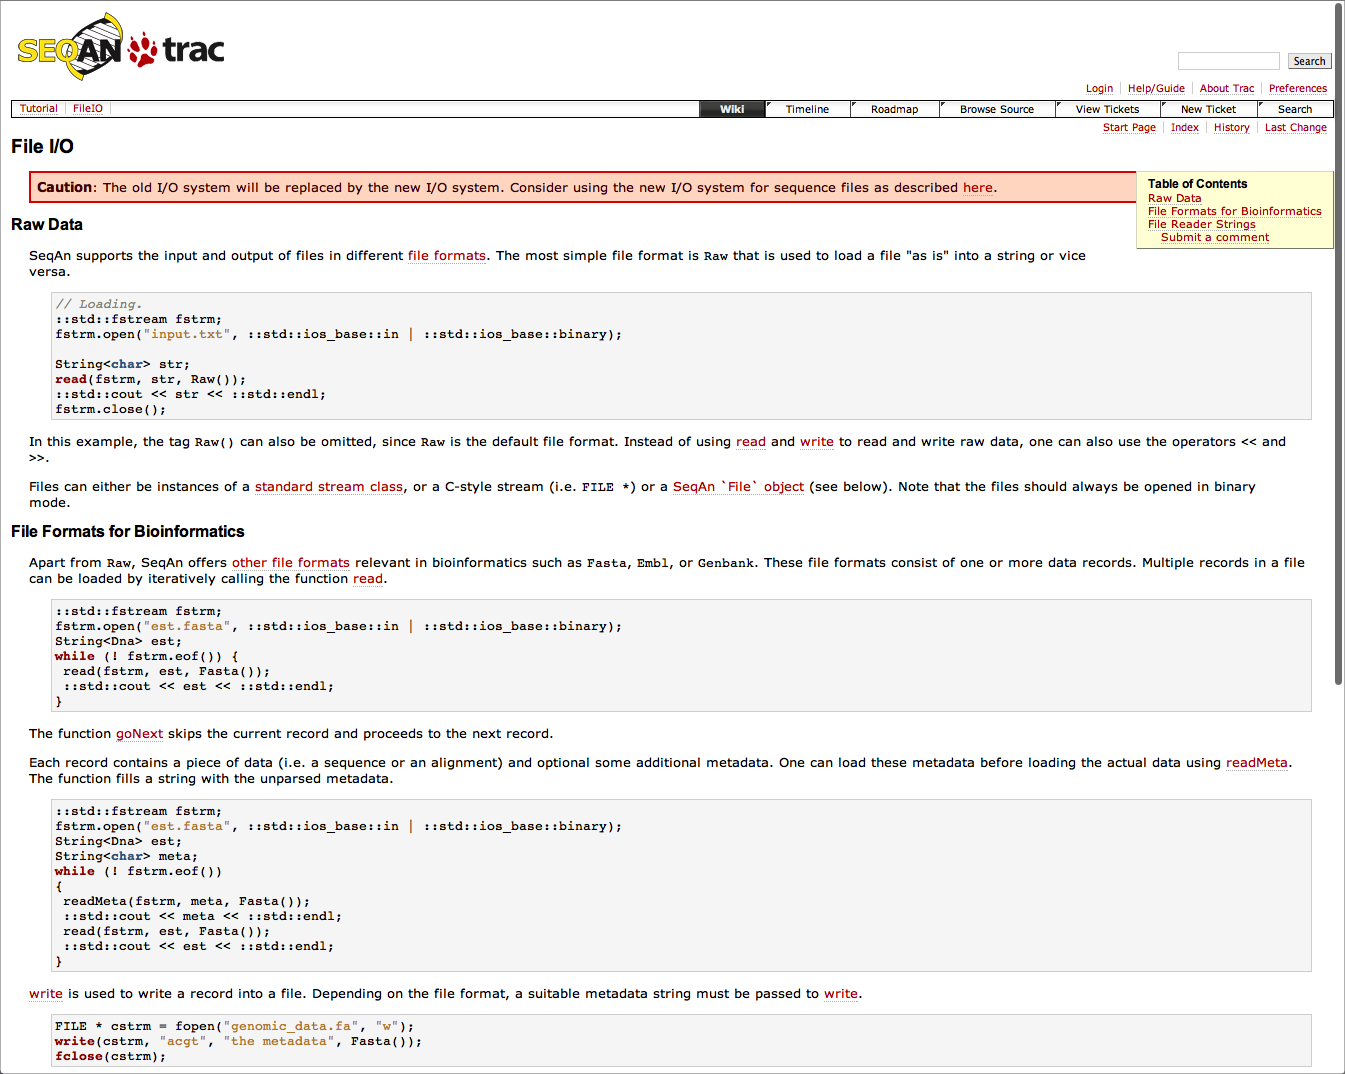 SEQAN trac
Search
Login Help/Guide About Trac Preferences
Tutorial FileIO Wiki Timeline Roadmap Browse Source View Tickets New Ticket Search
Start Page Index History Last Change
File I/O
Caution: The old I/O system will be replaced by the new I/O system. Consider using the new I/O system for sequence files as described here.
Table of Contents
Raw Data
File Formats for Bioinformatics
File Reader Strings
Submit a comment
Raw Data
SeqAn supports the input and output of files in different file formats. The most simple file format is Raw that is used to load a file "as is" into a string or vice
versa.
// Loading.
::std::fstream fstrm;
fstrm.open("input.txt", ::std::ios_base::in | ::std::ios_base::binary);
String<char> str;
read(fstrm, str, Raw());
::std::cout << str << ::std::endl;
fstrm.close();
In this example, the tag Raw() can also be omitted, since Raw is the default file format. Instead of using read and write to read and write raw data, one can also use the operators << and
>>.
Files can either be instances of a standard stream class, or a C-style stream (i.e. FILE *) or a SeqAn `File` object (see below). Note that the files should always be opened in binary
mode.
File Formats for Bioinformatics
Apart from Raw, SeqAn offers other file formats relevant in bioinformatics such as Fasta, Embl, or Genbank. These file formats consist of one or more data records. Multiple records in a file
can be loaded by iteratively calling the function read.
::std::fstream fstrm;
fstrm.open("est.fasta", ::std::ios_base::in | ::std::ios_base::binary);
String<Dna> est;
while (! fstrm.eof()) {
read(fstrm, est, Fasta());
::std::cout << est << ::std::endl;
}
The function goNext skips the current record and proceeds to the next record.
Each record contains a piece of data (i.e. a sequence or an alignment) and optional some additional metadata. One can load these metadata before loading the actual data using readMeta.
The function fills a string with the unparsed metadata.
::std::fstream fstrm;
fstrm.open("est.fasta", ::std::ios_base::in | ::std::ios_base::binary);
String<Dna> est;
String<char> meta;
while (! fstrm.eof())
{
readMeta(fstrm, meta, Fasta());
::std::cout << meta << ::std::endl;
read(fstrm, est, Fasta());
::std::cout << est << ::std::endl;
}
write is used to write a record into a file. Depending on the file format, a suitable metadata string must be passed to write.
FILE * cstrm = fopen("genomic_data.fa", "w");
write(cstrm, "acgt", "the metadata", Fasta());
fclose(cstrm);